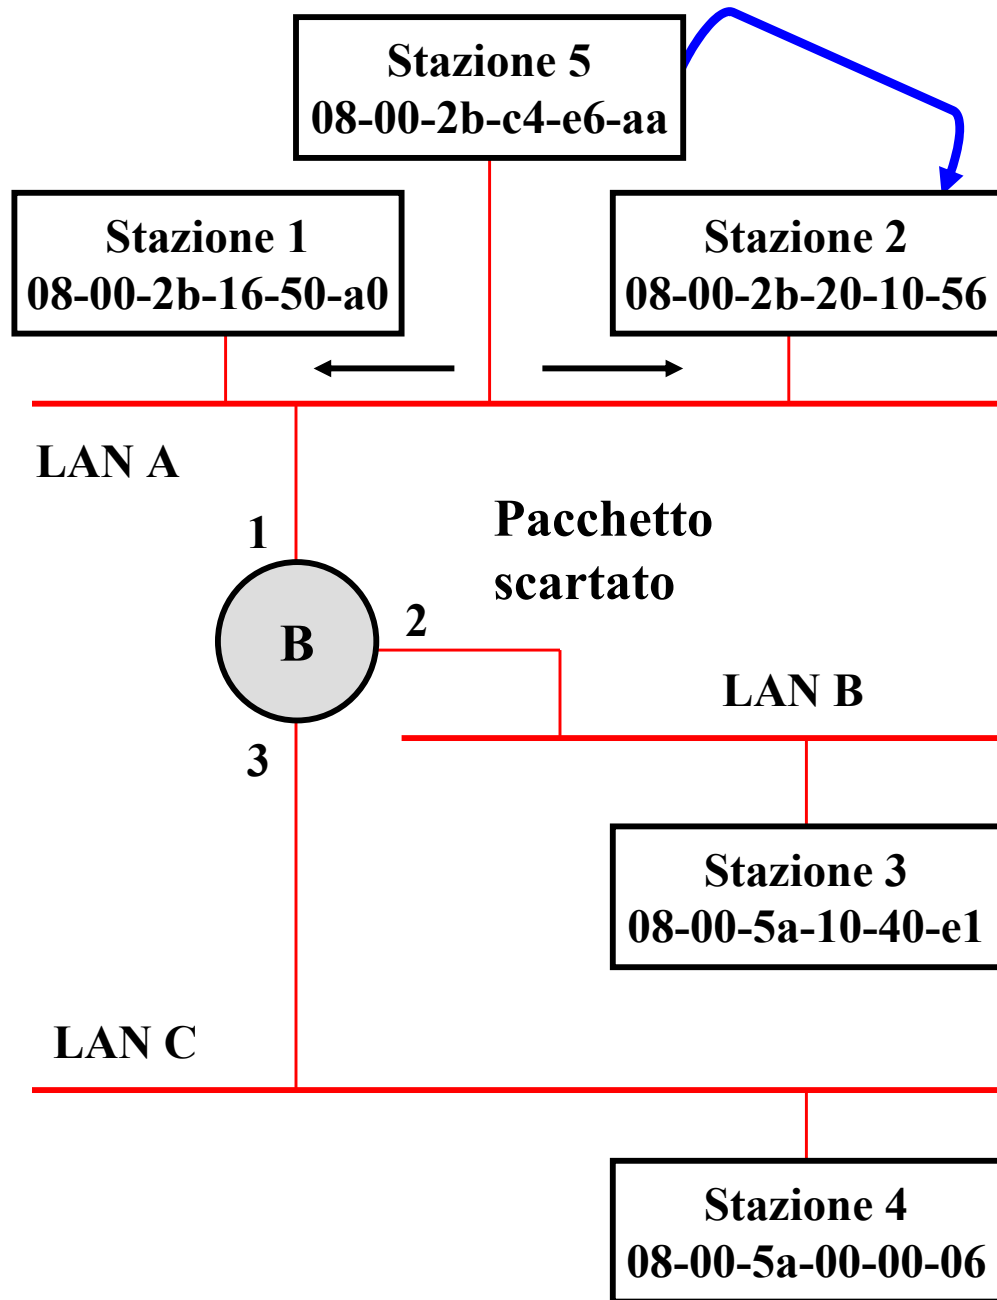 Stazione 5
08-00-2b-c4-e6-aa
Stazione 1
08-00-2b-16-50-a0
Stazione 2
08-00-2b-20-10-56
LAN A
1
Pacchetto
scartato
B
2
LAN B
3
Stazione 3
08-00-5a-10-40-e1
LAN C
Stazione 4
08-00-5a-00-00-06